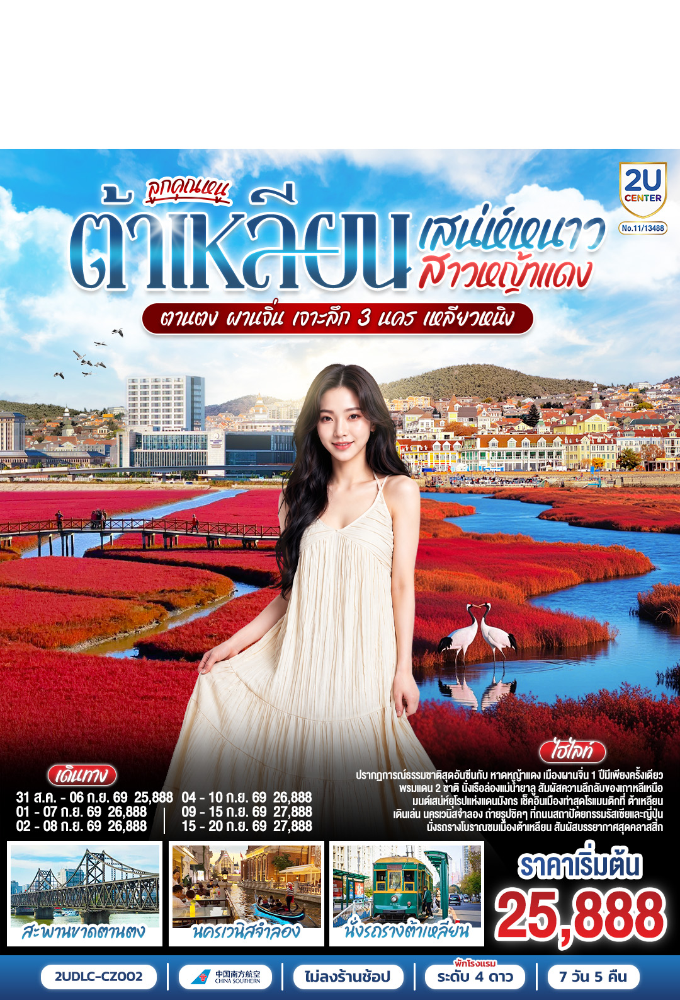 ลูกคุณหนู
ต้าเหลียน
เสน่ห์หนาว
สาวหญ้าแดง
2U
CENTER
No.11/13488
ตานตง ผานจิ่น เจาะลึก 3 นคร เหลียวหนิง
ไฮไลท์
ปรากฏการณ์ธรรมชาติสุดอันซีนกับ หาดหญ้าแดง เมืองผานจิ่น 1 ปีมีเพียงครั้งเดียว
พรมแดน 2 ชาติ นั่งเรือล่องแม่น้ำยาลู สัมผัสความลึกลับของเกาหลีเหนือ
มนต์เสน่ห์ยุโรปแห่งแดนมังกร เช็คอินเมืองท่าสุดโรแมนติกที่ ต้าเหลียน
เดินเล่น นครเวนิสจำลอง ถ่ายรูปชิคๆ ที่ถนนสถาปัตยกรรมรัสเซียและญี่ปุ่น
นั่งรถรางโบราณชมเมืองต้าเหลียน สัมผัสบรรยากาศสุดคลาสสิก
เดินทาง
31 ส.ค. - 06 ก.ย. 69 25,888
01 - 07 ก.ย. 69 26,888
02 - 08 ก.ย. 69 26,888
04 - 10 ก.ย. 69 26,888
09 - 15 ก.ย. 69 27,888
15 - 20 ก.ย. 69 27,888
สะพานขาดตานตง
นครเวนิสจำลอง
นั่งรถรางต้าเหลียน
ราคาเริ่มต้น
25,888
2UDLC-CZ002
中国南方航空
CHINA SOUTHERN
ไม่ลงร้านช้อป
พักโรงแรม
ระดับ 4 ดาว
7 วัน 5 คืน